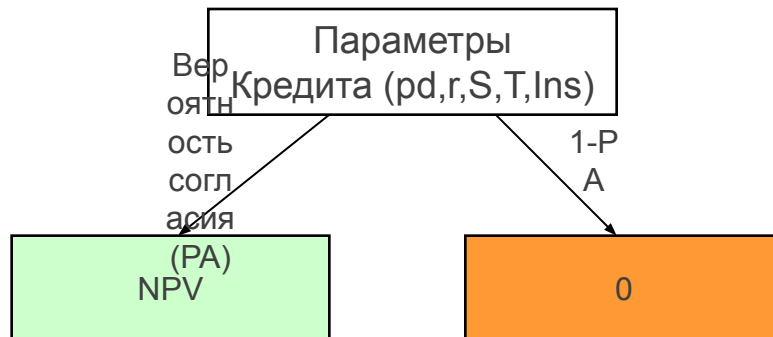 Параметры
Кредита (pd,r,S,T,Ins)
Вер
оятн
ость
согл
асия
(PA)
1-P
A
NPV
0